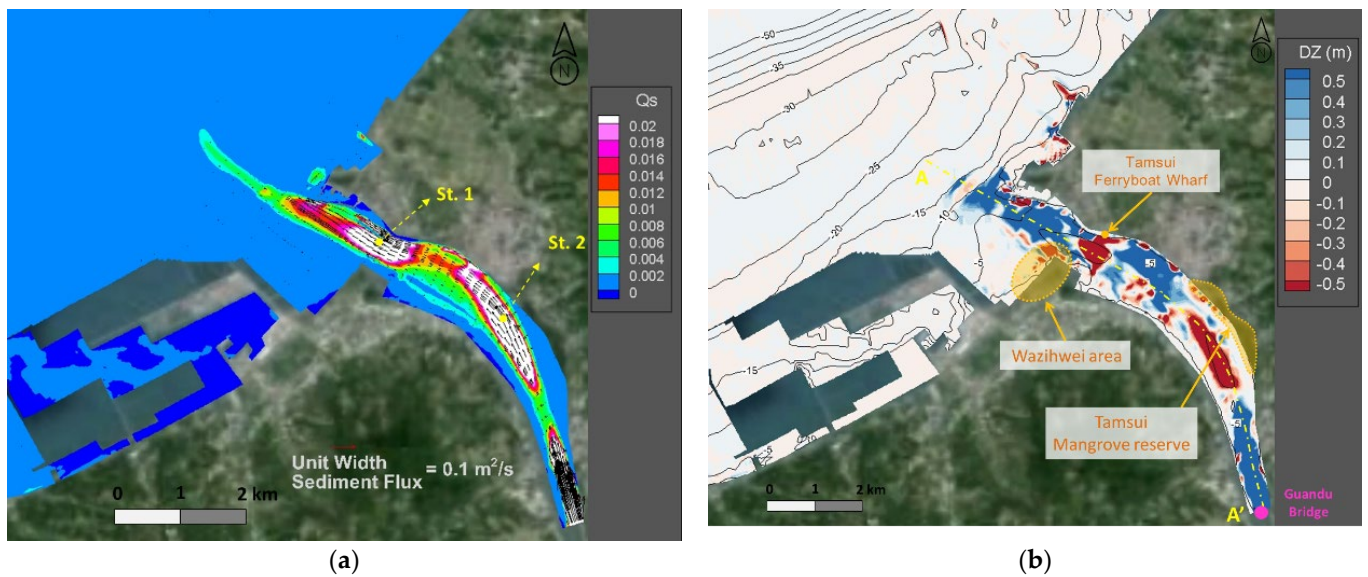 N
Qs
0.02
0.018
0.016
0.014
0.012
0.01
0.008
0.006
0.004
0.002
0
St. 1
St. 2
Unit Width
Sediment Flux
= 0.1 m²/s
0 1 2 km
(a)
N
DZ (m)
0.5
0.4
0.3
0.2
0.1
0
-0.1
-0.2
-0.3
-0.4
-0.5
-50
-35
-30
-25
-15
-10
-5
-5
-5
-15
A
Tamsui
Ferryboat Wharf
Wazihwei area
Tamsui
Mangrove reserve
0 1 2 km
A'
Guandu
Bridge
(b)